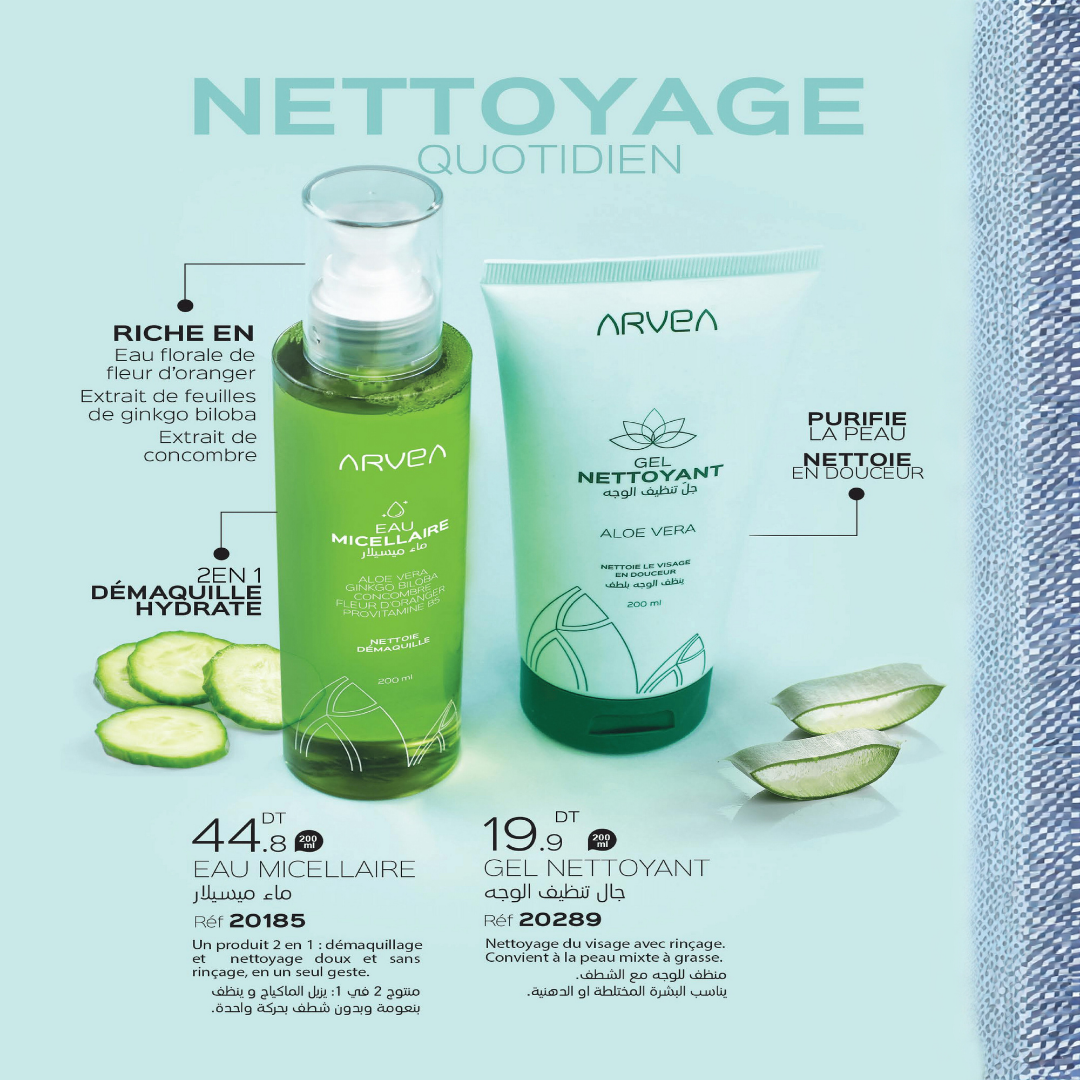 NETTOYAGE
QUOTIDIEN
RICHE EN
Eau florale de
fleur d'oranger
Extrait de feuilles
de ginkgo biloba
Extrait de
concombre
2EN 1
DÉMAQUILLE
HYDRATE
ARVEA
EAU
MICELLAIRE
ماء ميسيلار
ALOE VERA
GINKGO BILOBA
CONCOMBRE
FLEUR D'ORANGER
PROVITAMINE B5
NETTOIE
DÉMAQUILLE
200 ml
ARVEA
GEL
NETTOYANT
جلّ تنظيف الوجه
ALOE VERA
NETTOIE LE VISAGE
EN DOUCEUR
ينظف الوجه بلطف
200 ml
PURIFIE
LA PEAU
NETTOIE
EN DOUCEUR
44.8 DT 200 ml
EAU MICELLAIRE
ماء ميسيلار
Réf 20185
Un produit 2 en 1 : démaquillage
et nettoyage doux et sans
rinçage, en un seul geste.
منتوج 2 في 1: يزيل الماكياج و ينظف
بنعومة وبدون شطف بحركة واحدة.
19.9 DT 200 ml
GEL NETTOYANT
جال تنظيف الوجه
Réf 20289
Nettoyage du visage avec rinçage.
Convient à la peau mixte à grasse.
منظف للوجه مع الشطف.
يناسب البشرة المختلطة او الدهنية.